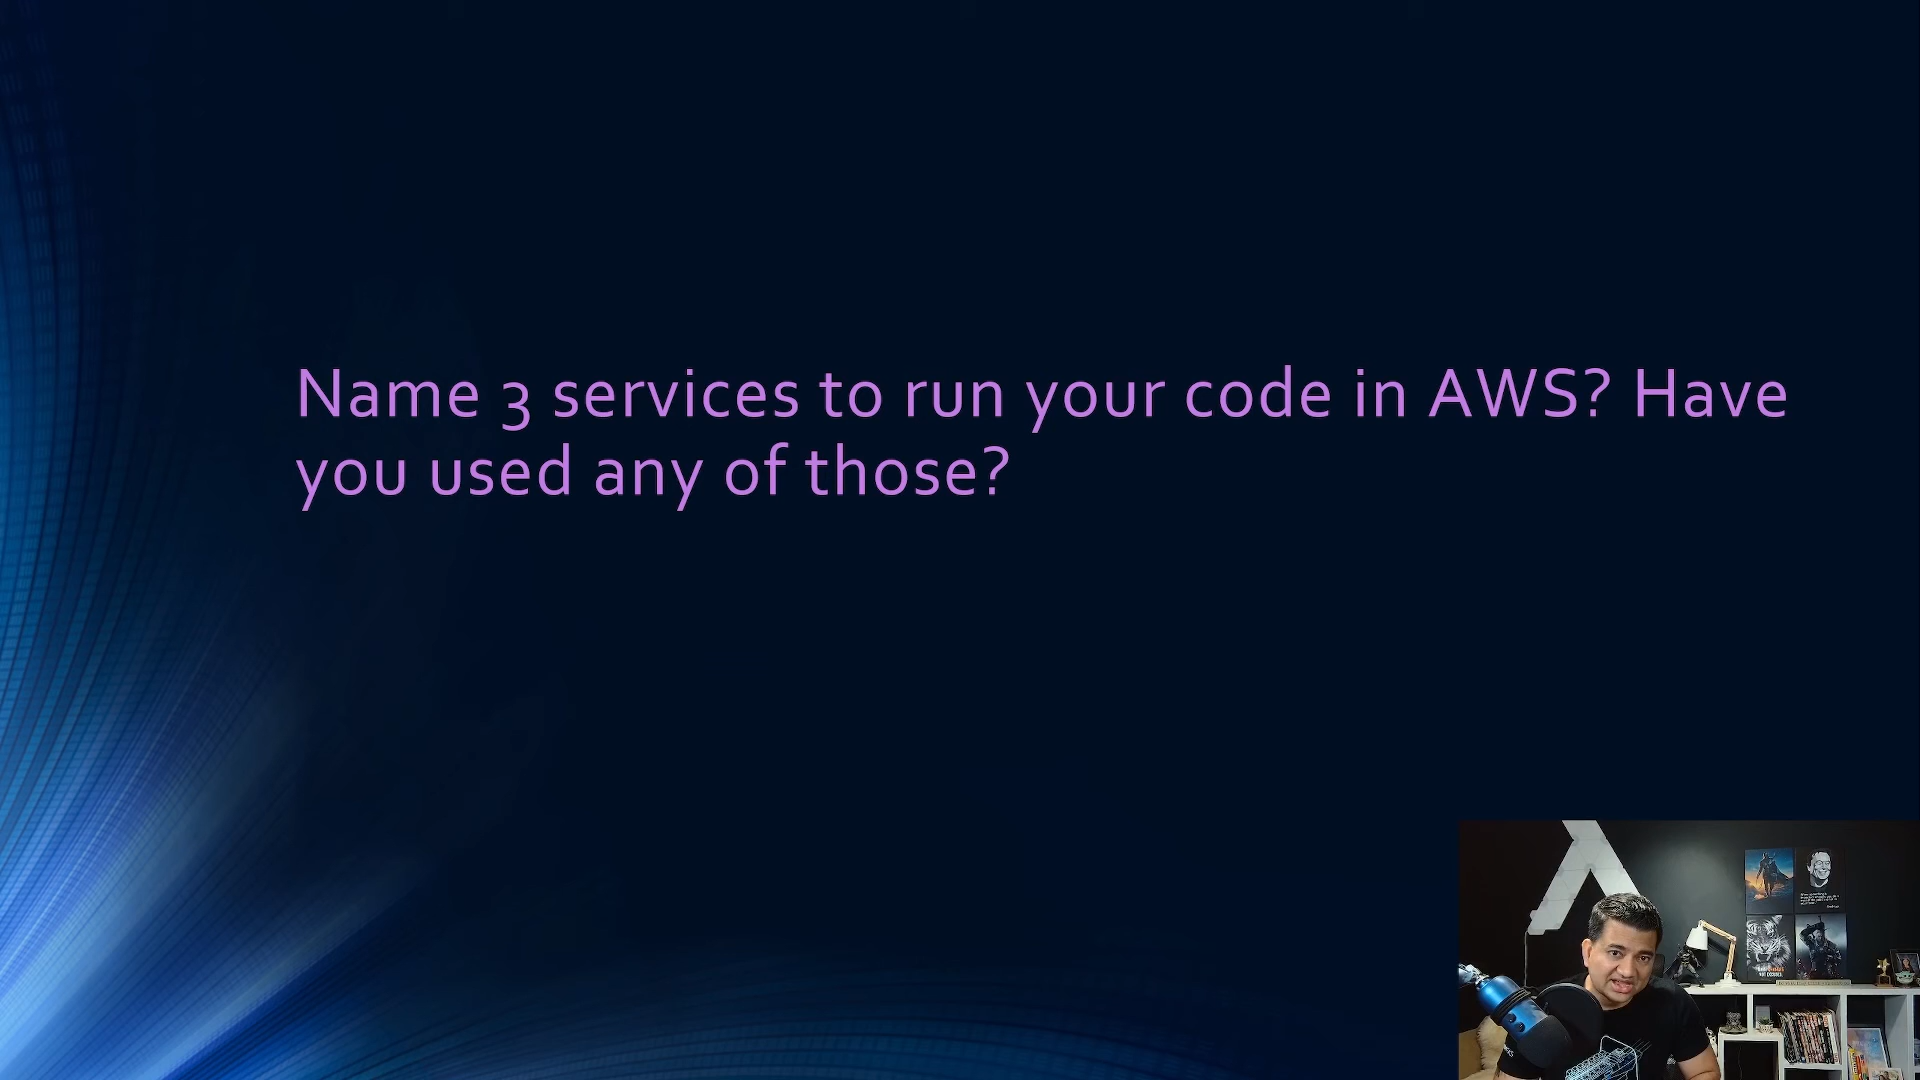 Name 3 services to run your code in AWS? Have
you used any of those?